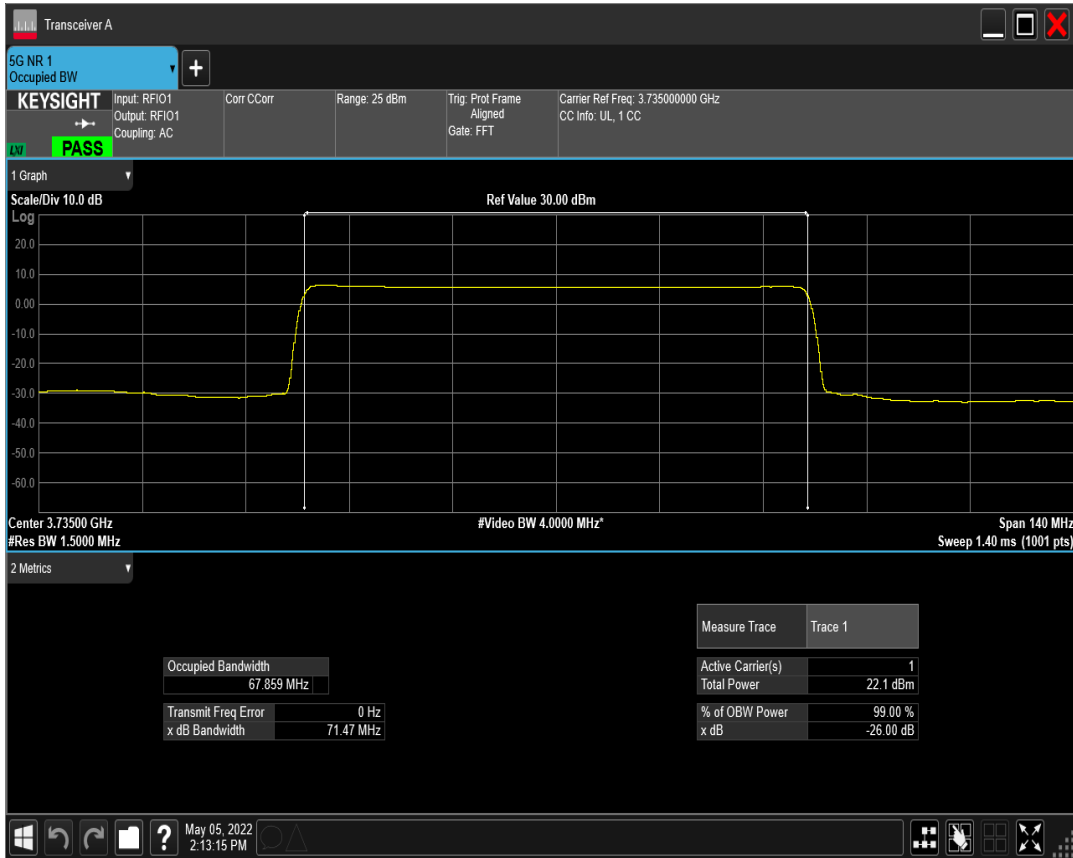 Transceiver A
5G NR 1
Occupied BW
+
KEYSIGHT
Input: RFIO1
Output: RFIO1
Coupling: AC
Corr CCorr
Range: 25 dBm
Trig: Prot Frame
Aligned
Gate: FFT
Carrier Ref Freq: 3.735000000 GHz
CC Info: UL, 1 CC
LXI
PASS
1 Graph
Scale/Div 10.0 dB
Ref Value 30.00 dBm
Log
20.0
10.0
0.00
-10.0
-20.0
-30.0
-40.0
-50.0
-60.0
Center 3.73500 GHz
#Video BW 4.0000 MHz*
Span 140 MHz
#Res BW 1.5000 MHz
Sweep 1.40 ms (1001 pts)
2 Metrics
Measure Trace Trace 1
Occupied Bandwidth
67.859 MHz
Active Carrier(s) 1
Total Power 22.1 dBm
Transmit Freq Error 0 Hz
x dB Bandwidth 71.47 MHz
% of OBW Power 99.00 %
x dB -26.00 dB
?
May 05, 2022
2:13:15 PM